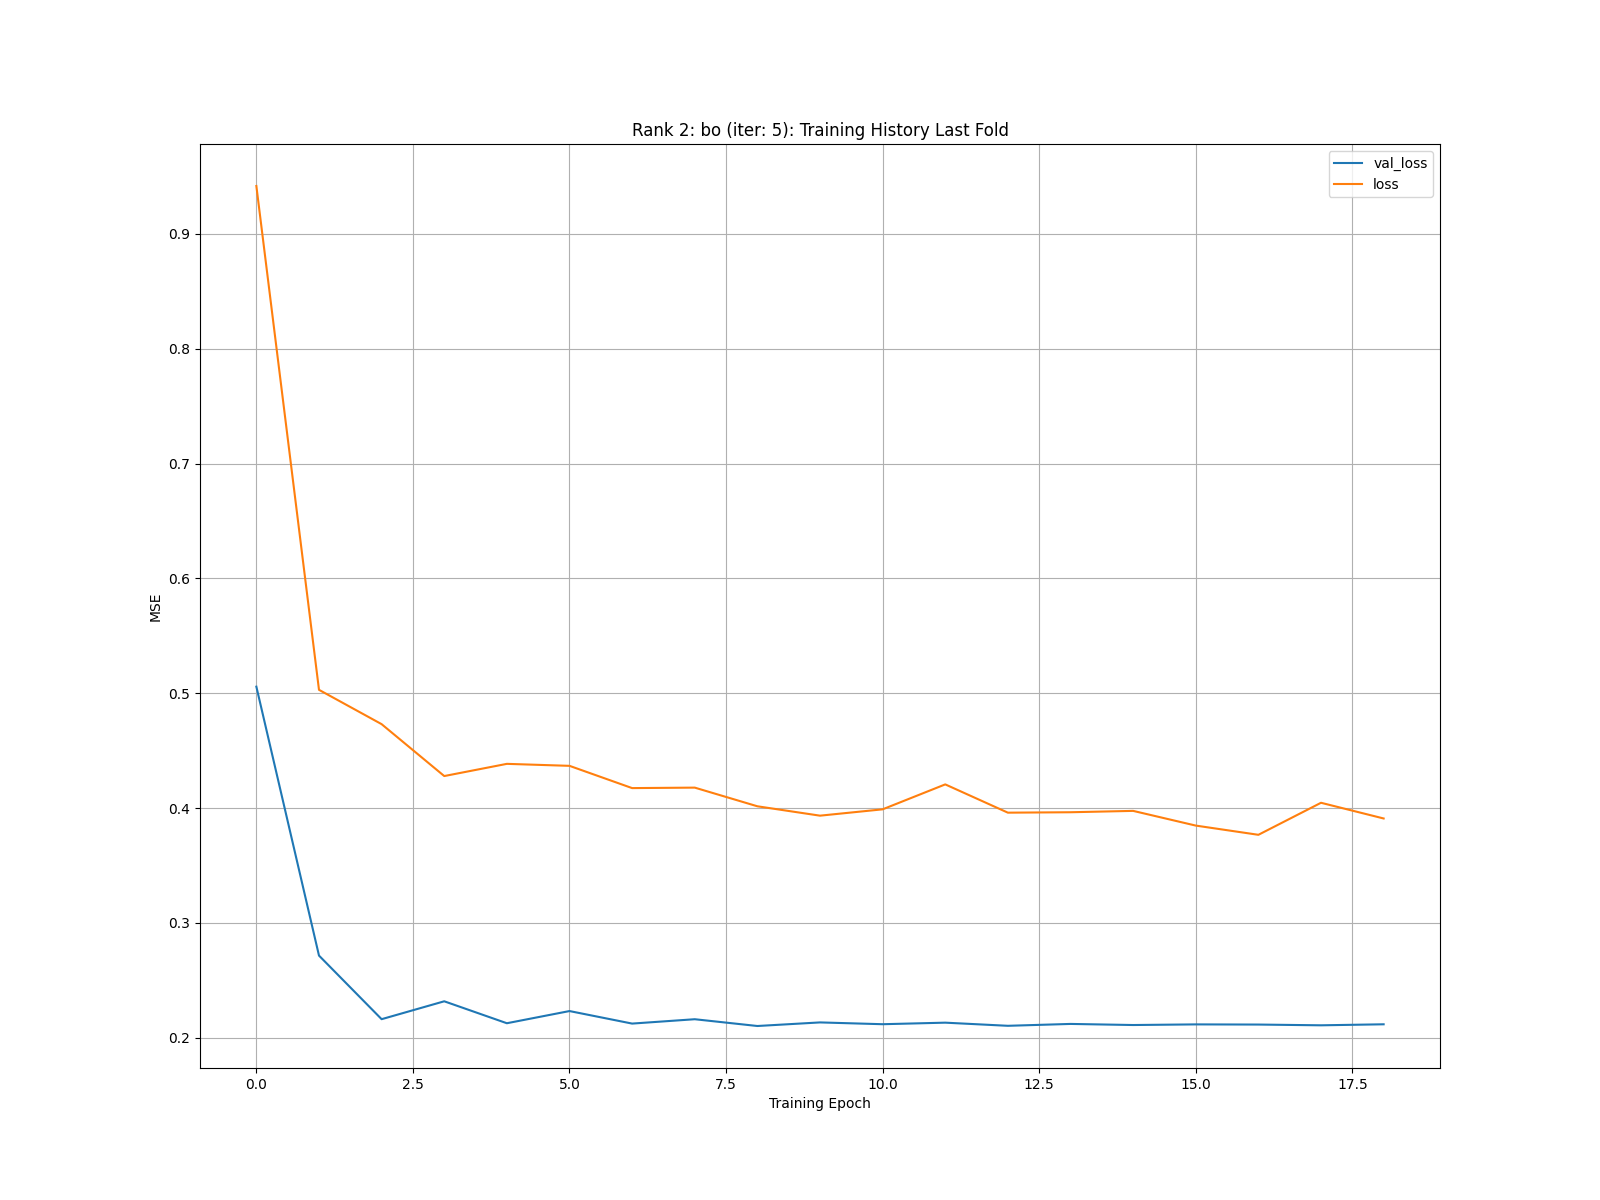 Rank 2: bo (iter: 5): Training History Last Fold
val_loss
loss
0.9
0.8
0.7
0.6
0.5
0.4
0.3
0.2
MSE
0.0 2.5 5.0 7.5 10.0 12.5 15.0 17.5
Training Epoch